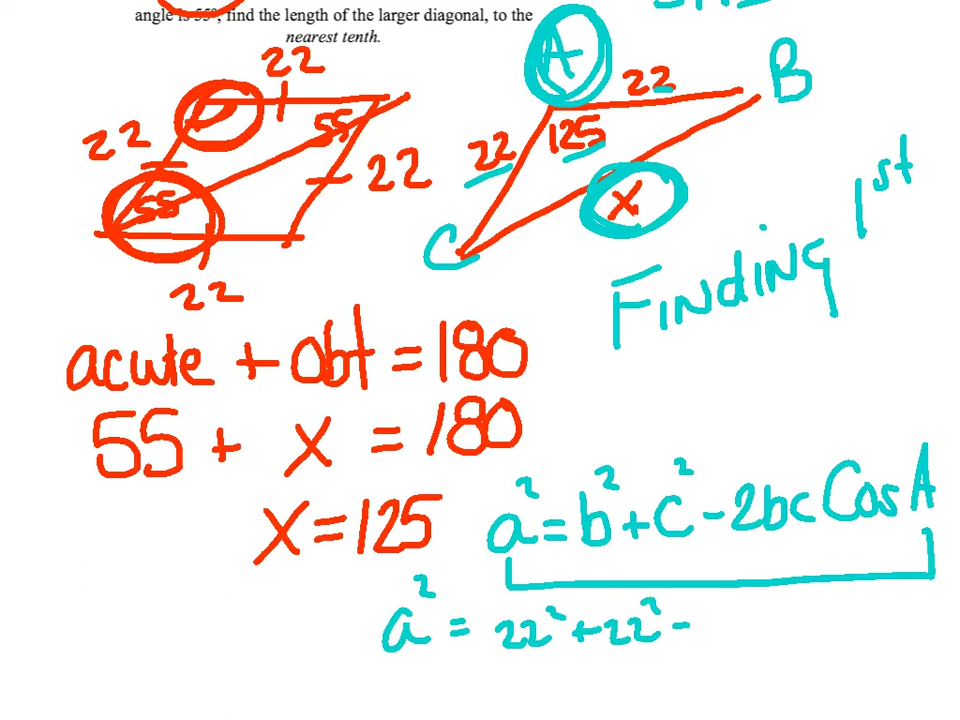 angle is 55°, find the length of the larger diagonal, to the
nearest tenth.
22
22
55
22
55
22
A
22
B
22
125
X
C
Finding 1st
acute + obt = 180
55 + x = 180
x = 125
a² = b² + c² - 2bc Cos A
a² = 22² + 22² -